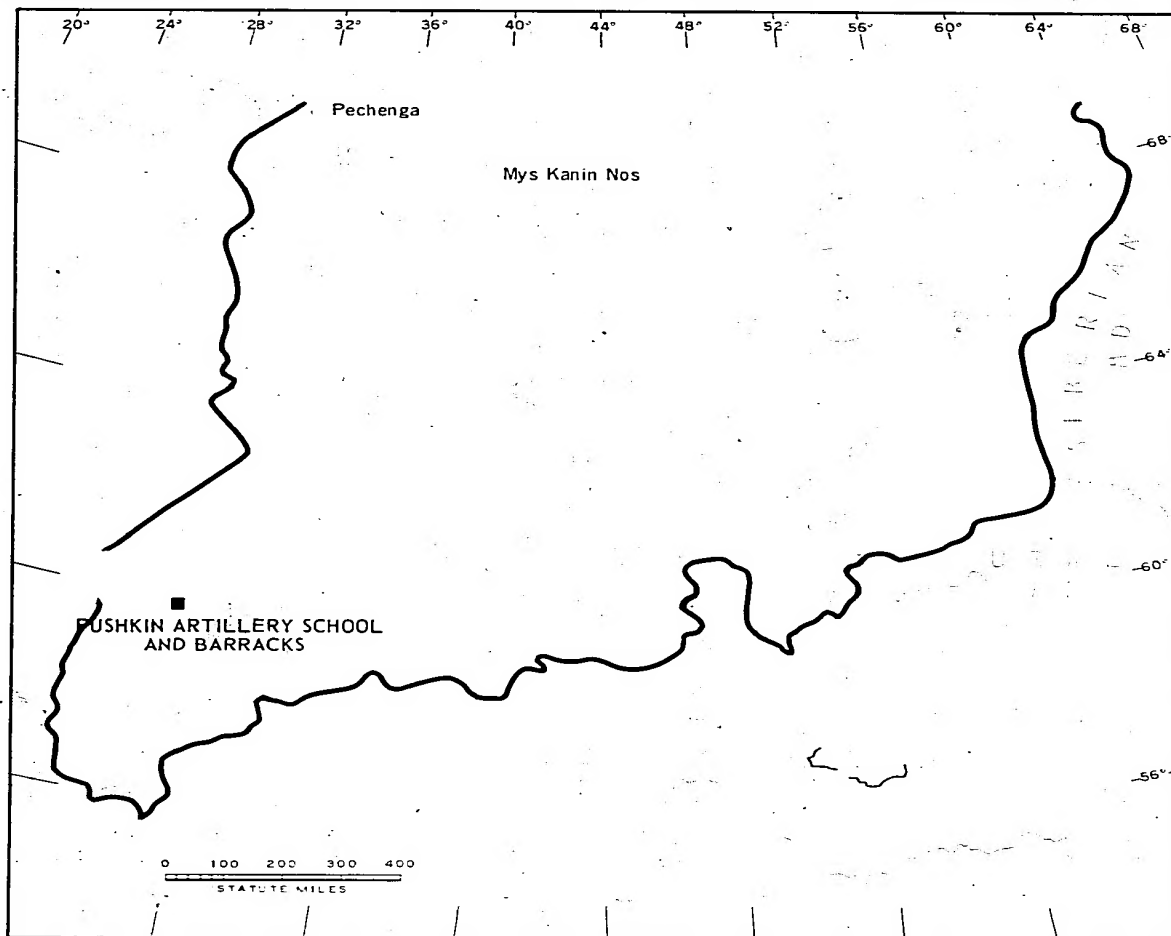 20° 24° 28° 32° 36° 40° 44° 48° 52° 56° 60° 64° 68°
Pechenga
68°
Mys Kanin Nos
64°
60°
PUSHKIN ARTILLERY SCHOOL
AND BARRACKS
56°
0 100 200 300 400
STATUTE MILES